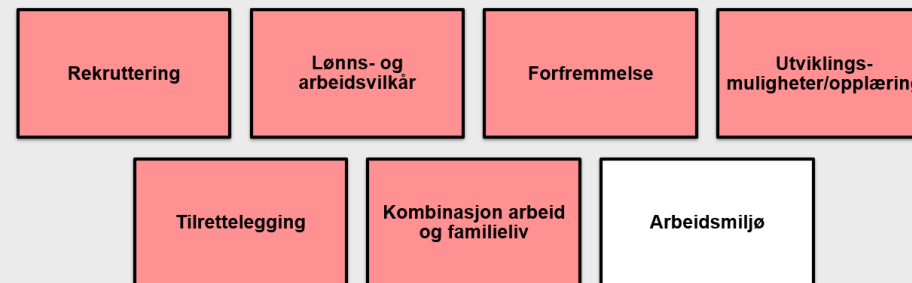 Rekruttering
Lønns- og
arbeidsvilkår
Forfremmelse
Utviklings-
muligheter/opplæring
Tilrettelegging
Kombinasjon arbeid
og familieliv
Arbeidsmiljø